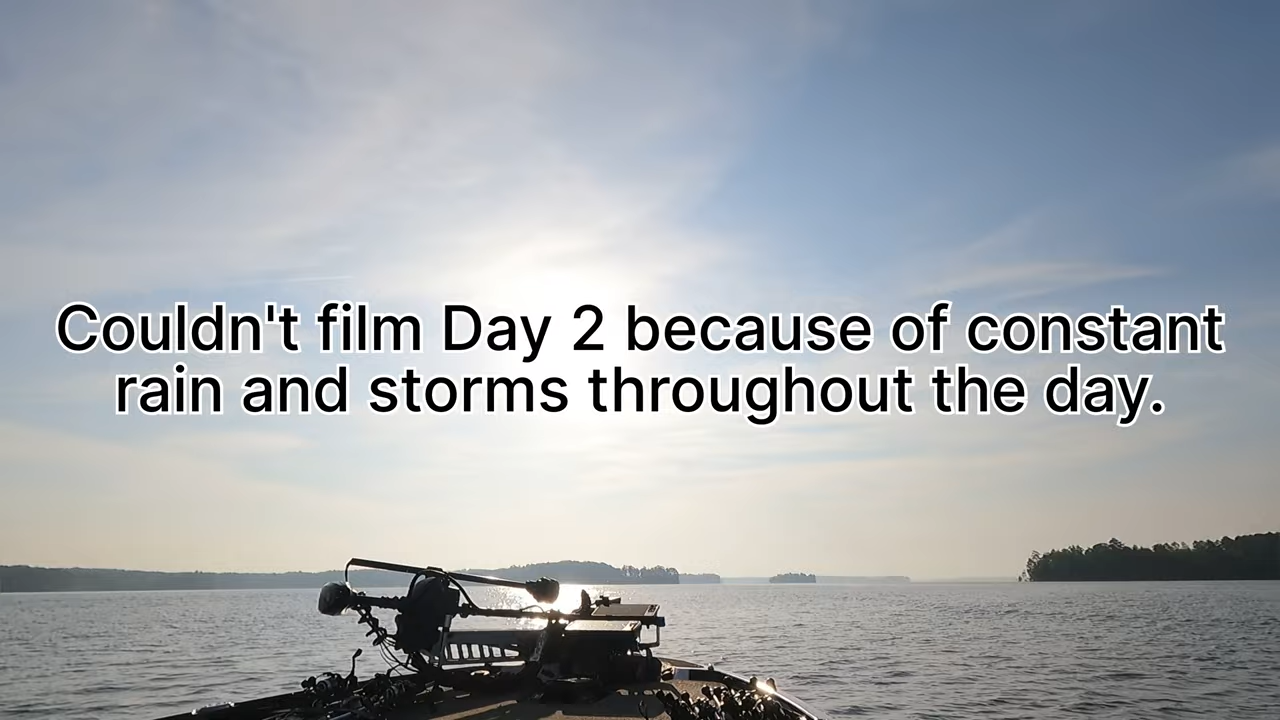 Couldn't film Day 2 because of constant
rain and storms throughout the day.